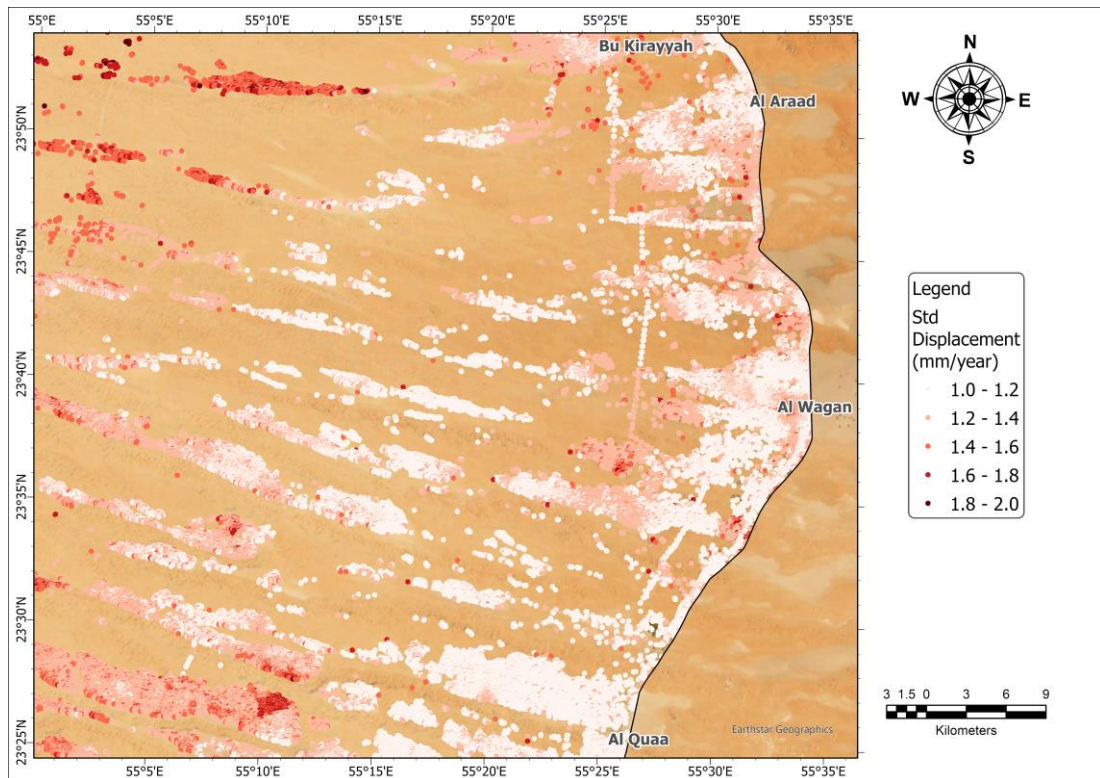 55°E 55°5'E 55°10'E 55°15'E 55°20'E 55°25'E 55°30'E 55°35'E
Bu Kirayyah
Al Araad
23°50'N
23°45'N
23°40'N
Al Wagan
23°35'N
23°30'N
23°25'N
Al Quaa
Earthstar Geographics
55°5'E 55°10'E 55°15'E 55°20'E 55°25'E 55°30'E 55°35'E
N
W E
S
Legend
Std
Displacement
(mm/year)
1.0 - 1.2
1.2 - 1.4
1.4 - 1.6
1.6 - 1.8
1.8 - 2.0
3 1.5 0 3 6 9
Kilometers